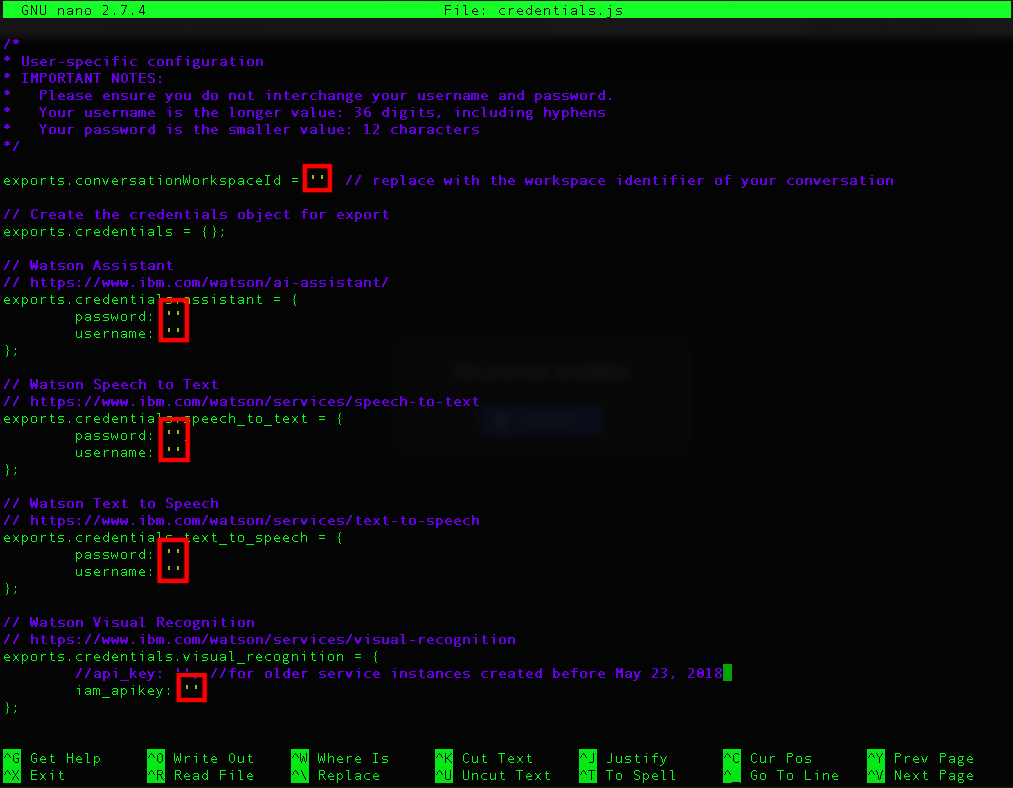 GNU nano 2.7.4 File: credentials.js
/*
* User-specific configuration
* IMPORTANT NOTES:
* Please ensure you do not interchange your username and password.
* Your username is the longer value: 36 digits, including hyphens
* Your password is the smaller value: 12 characters
*/
exports.conversationWorkspaceId = '' // replace with the workspace identifier of your conversation
// Create the credentials object for export
exports.credentials = {};
// Watson Assistant
// https://www.ibm.com/watson/ai-assistant/
exports.credentials.assistant = {
password: ''
username: ''
};
// Watson Speech to Text
// https://www.ibm.com/watson/services/speech-to-text
exports.credentials.speech_to_text = {
password: ''
username: ''
};
// Watson Text to Speech
// https://www.ibm.com/watson/services/text-to-speech
exports.credentials.text_to_speech = {
password: ''
username: ''
};
// Watson Visual Recognition
// https://www.ibm.com/watson/services/visual-recognition
exports.credentials.visual_recognition = {
//api_key: '', //for older service instances created before May 23, 2018
iam_apikey: ''
};
^G Get Help ^O Write Out ^W Where Is ^K Cut Text ^J Justify ^C Cur Pos ^Y Prev Page
^X Exit ^R Read File ^\ Replace ^U Uncut Text ^T To Spell ^_ Go To Line ^V Next Page